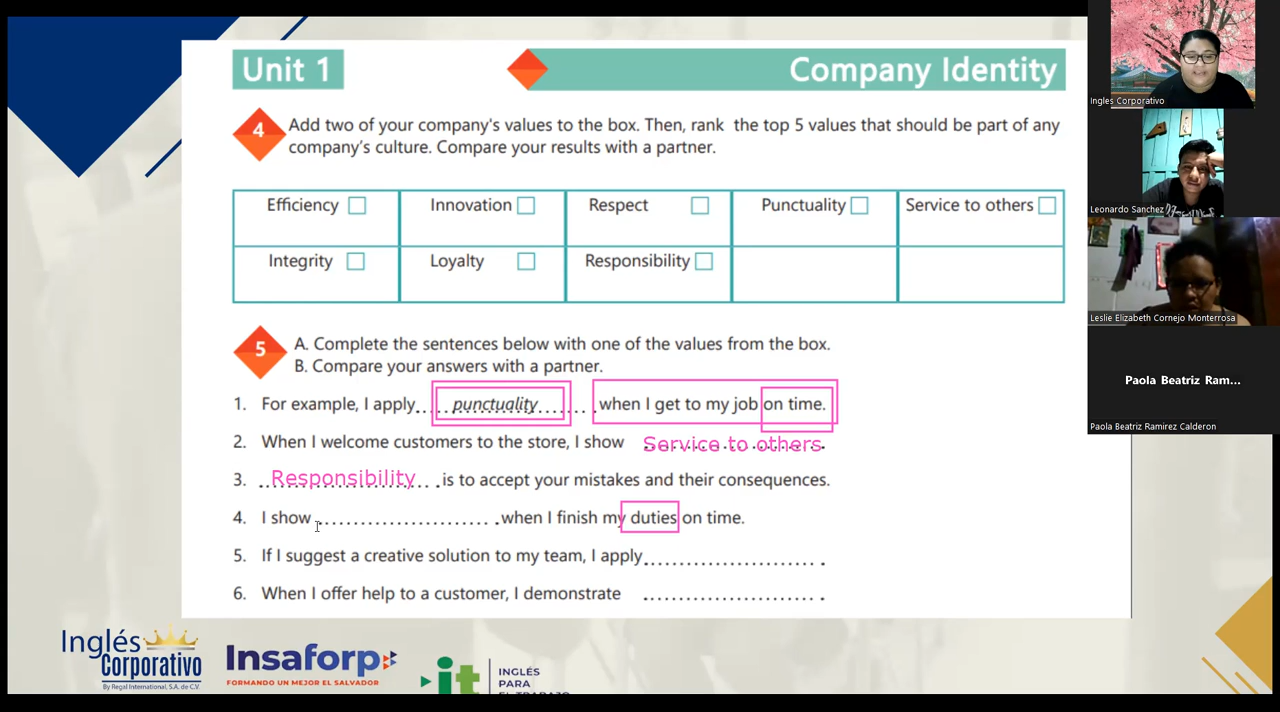 Unit 1
Company Identity
4
Add two of your company's values to the box. Then, rank the top 5 values that should be part of any
company's culture. Compare your results with a partner.
Efficiency
Innovation
Respect
Punctuality
Service to others
Integrity
Loyalty
Responsibility
5
A. Complete the sentences below with one of the values from the box.
B. Compare your answers with a partner.
1. For example, I apply punctuality when I get to my job on time.
2. When I welcome customers to the store, I show Service to others.
3. Responsibility is to accept your mistakes and their consequences.
4. I show ........................ when I finish my duties on time.
5. If I suggest a creative solution to my team, I apply........................ .
6. When I offer help to a customer, I demonstrate ........................ .
Inglés
Corporativo
By Regal International, S.A. de C.V.
Insaforp
FORMANDO UN MEJOR EL SALVADOR
it
INGLÉS
PARA
EL TRABAJO
Ingles Corporativo
Leonardo Sanchez
Leslie Elizabeth Cornejo Monterrosa
Paola Beatriz Ram...
Paola Beatriz Ramirez Calderon